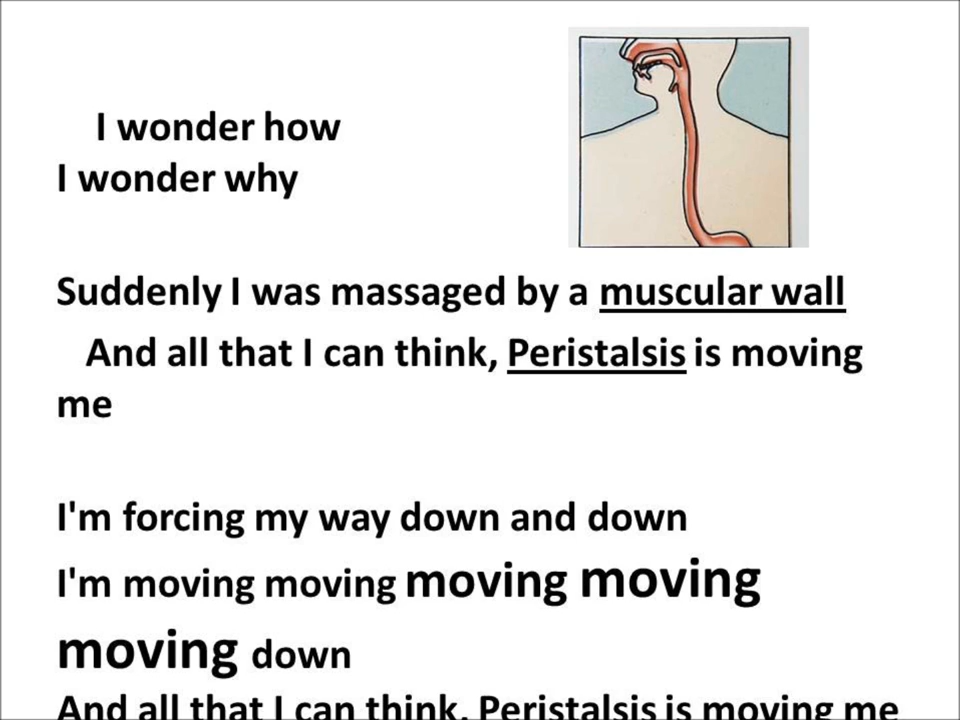 I wonder how
I wonder why
Suddenly I was massaged by a muscular wall
And all that I can think, Peristalsis is moving
me
I'm forcing my way down and down
I'm moving moving moving moving
moving down
And all that I can think, Peristalsis is moving me